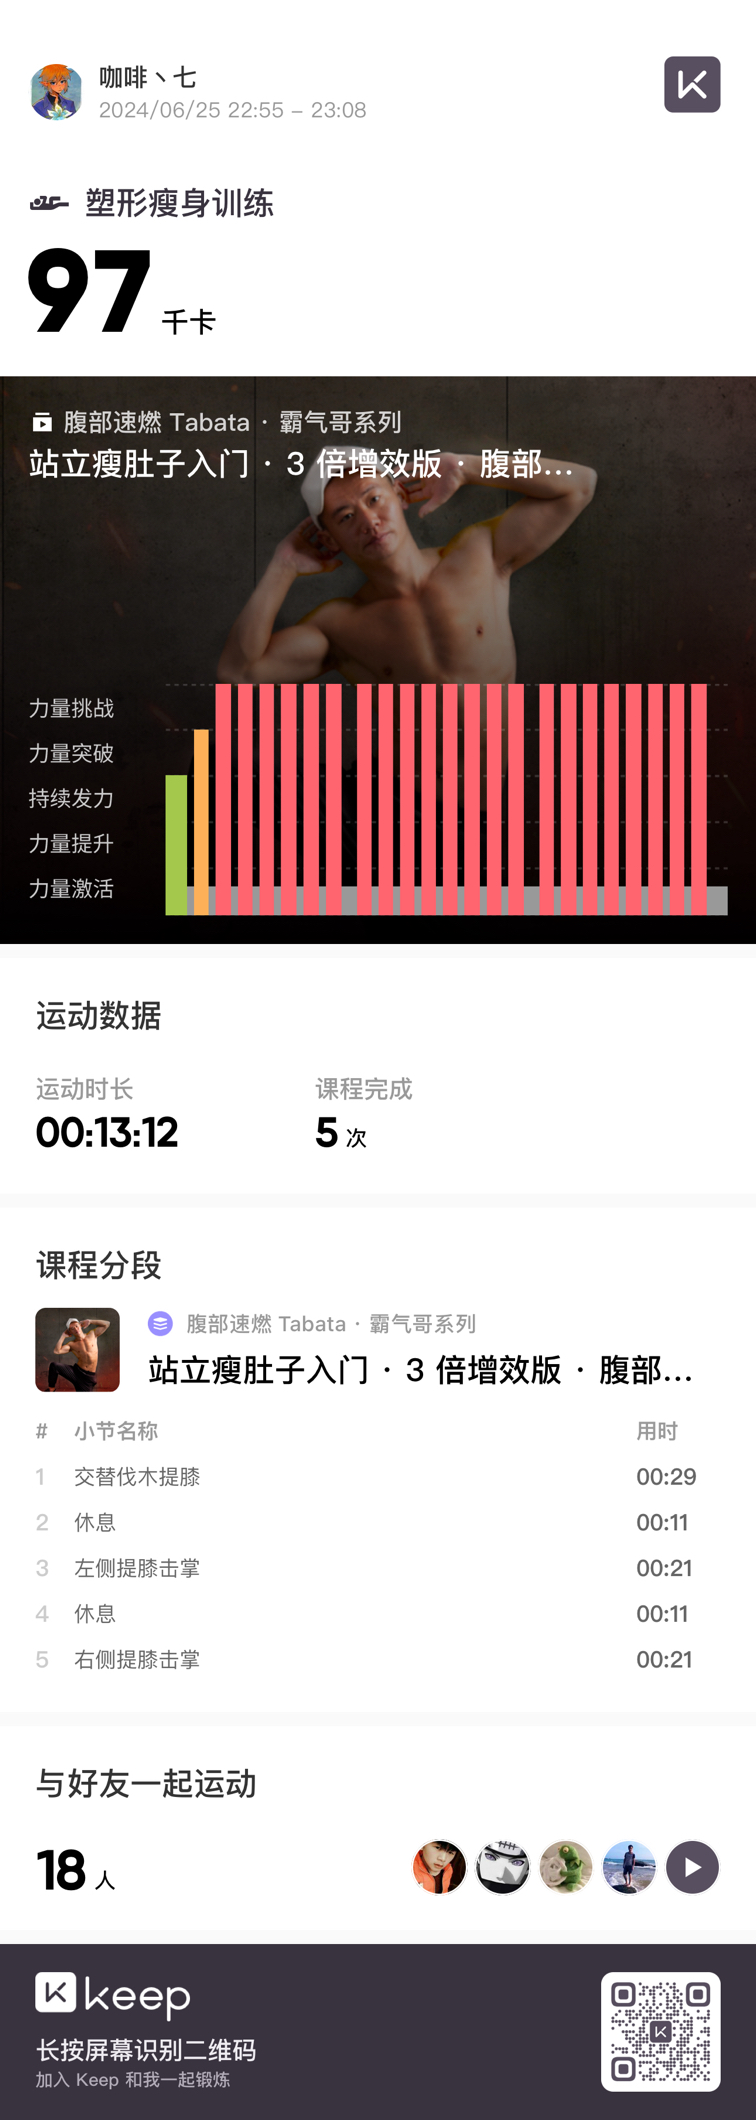 咖啡丶七
2024/06/25 22:55 – 23:08
塑形瘦身训练
97 千卡
腹部速燃 Tabata · 霸气哥系列
站立瘦肚子入门 · 3 倍增效版 · 腹部...
力量挑战
力量突破
持续发力
力量提升
力量激活
运动数据
运动时长 课程完成
00:13:12 5 次
课程分段
腹部速燃 Tabata · 霸气哥系列
站立瘦肚子入门 · 3 倍增效版 · 腹部...
# 小节名称 用时
1 交替伐木提膝 00:29
2 休息 00:11
3 左侧提膝击掌 00:21
4 休息 00:11
5 右侧提膝击掌 00:21
与好友一起运动
18 人
keep
长按屏幕识别二维码
加入 Keep 和我一起锻炼